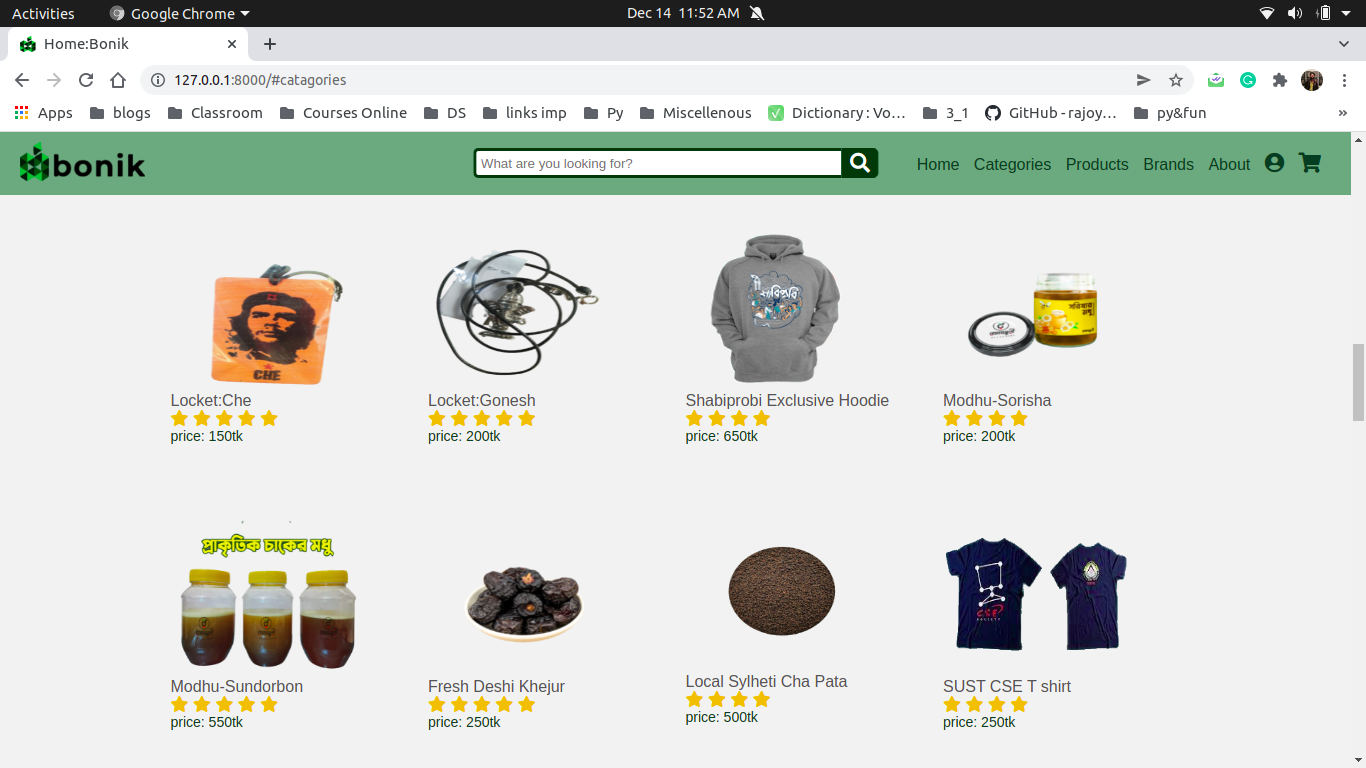 Activities
Google Chrome
Dec 14 11:52 AM
Home:Bonik
127.0.0.1:8000/#catagories
Apps
blogs
Classroom
Courses Online
DS
links imp
Py
Miscellenous
Dictionary : Vo…
3_1
GitHub - rajoy…
py&fun
»
bonik
What are you looking for?
Home
Categories
Products
Brands
About
CHE
Locket:Che
price: 150tk
Locket:Gonesh
price: 200tk
Shabiprobi Exclusive Hoodie
price: 650tk
সরিষার
মধু
Modhu-Sorisha
price: 200tk
প্রাকৃতিক চাকের মধু
Modhu-Sundorbon
price: 550tk
Fresh Deshi Khejur
price: 250tk
Local Sylheti Cha Pata
price: 500tk
CSE
SOCIETY
SUST CSE T shirt
price: 250tk